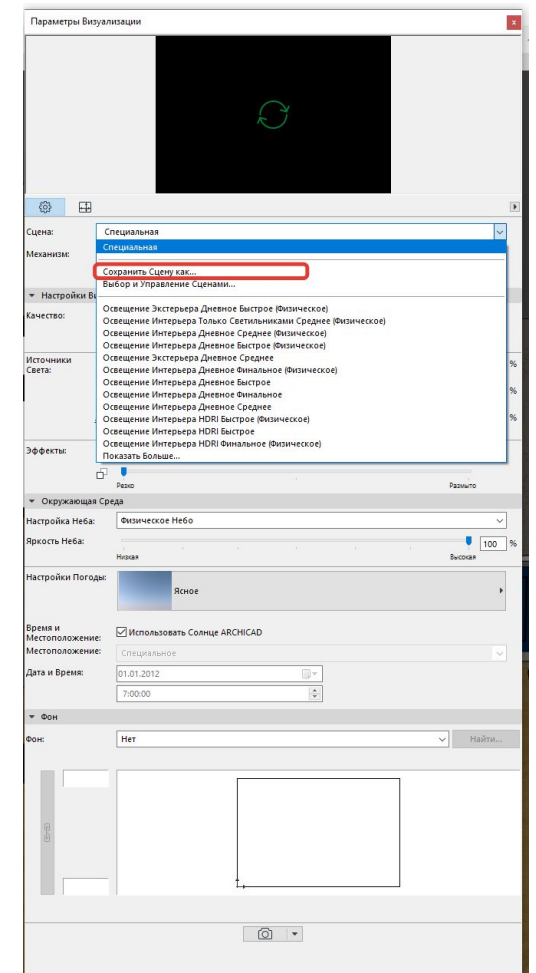 Параметры Визуализации
x
Сцена:
Специальная
Специальная
Механизм:
Сохранить Сцену как...
Выбор и Управление Сценами...
Настройки Ви
Качество:
Освещение Экстерьера Дневное Быстрое (Физическое)
Освещение Интерьера Только Светильниками Среднее (Физическое)
Освещение Интерьера Дневное Среднее (Физическое)
Освещение Интерьера Дневное Быстрое (Физическое)
Источники
Света:
Освещение Экстерьера Дневное Среднее
%
Освещение Интерьера Дневное Финальное (Физическое)
Освещение Интерьера Дневное Быстрое
%
Освещение Интерьера Дневное Финальное
Освещение Интерьера Дневное Среднее
Освещение Интерьера HDRI Быстрое (Физическое)
%
Освещение Интерьера HDRI Быстрое
Освещение Интерьера HDRI Финальное (Физическое)
Эффекты:
Показать Больше...
Резко Размыто
Окружающая Среда
Настройка Неба: Физическое Небо
Яркость Неба: 100 %
Низкая Высокая
Настройки Погоды:
Ясное
Время и
Местоположение:
Использовать Солнце ARCHICAD
Местоположение: Специальное
Дата и Время: 01.01.2012
7:00:00
Фон
Фон: Нет Найти...